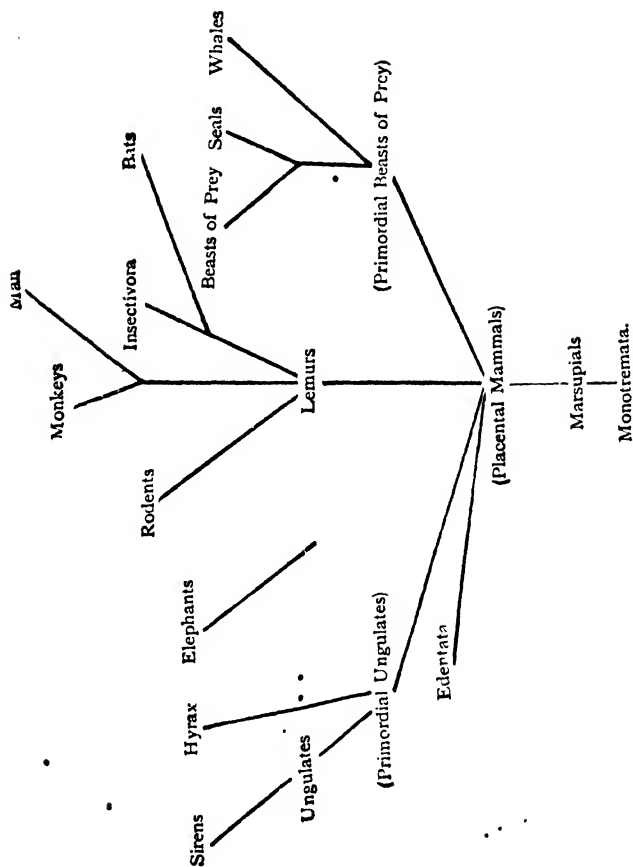 Man
Monkeys
Bats
Whales
Insectivora
Seals
Beasts of Prey
Rodents
Elephants
Hyrax
Sirens
Ungulates
Lemurs
(Primordial Beasts of Prey)
(Primordial Ungulates)
Edentata
(Placental Mammals)
Marsupials
Monotremata.